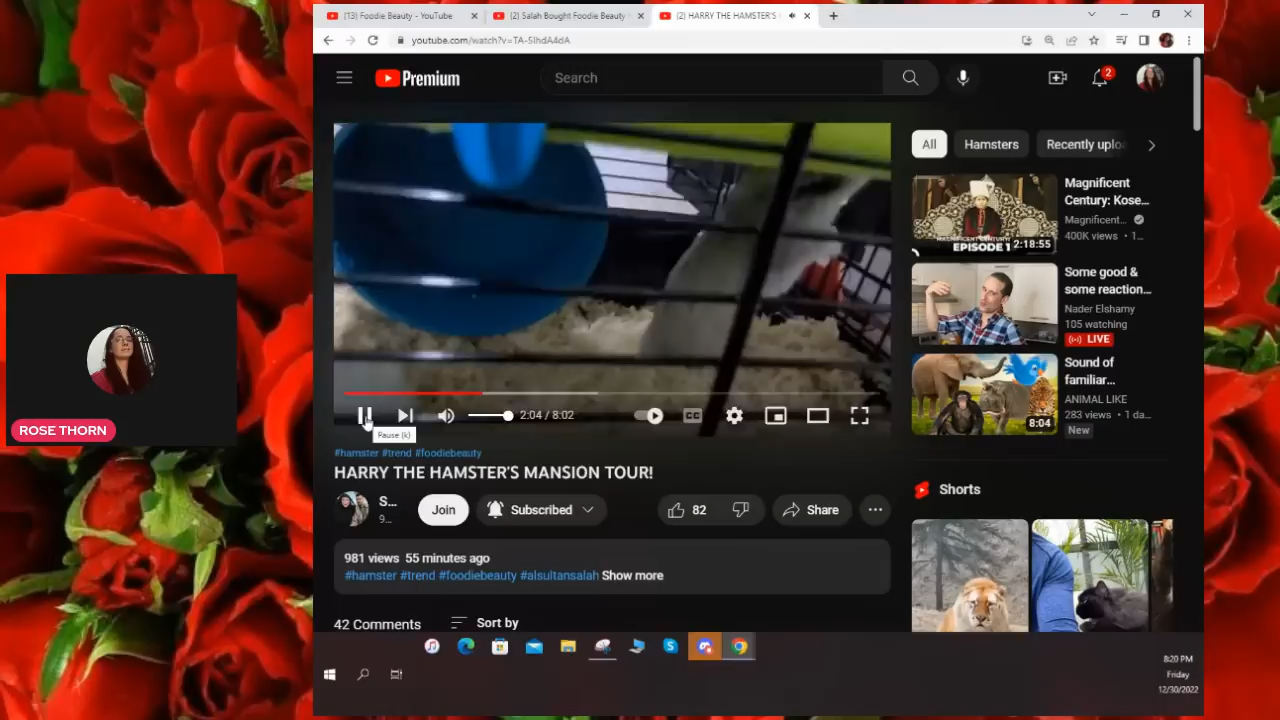 (13) Foodie Beauty - YouTube
(2) Salah Bought Foodie Beauty
(2) HARRY THE HAMSTER'S
youtube.com/watch?v=TA-5lhdA4dA
Premium
Search
2
All
Hamsters
Recently uplo
Magnificent
Century: Kose...
Magnificent...
400K views • 1...
EPISODE 1
2:18:55
Some good &
some reaction...
Nader Elshamy
105 watching
LIVE
Sound of
familiar...
ANIMAL LIKE
283 views • 1 da...
8:04
New
2:04 / 8:02
CC
Pause (k)
#hamster #trend #foodiebeauty
HARRY THE HAMSTER'S MANSION TOUR!
S...
9...
Join
Subscribed
82
Share
Shorts
981 views 55 minutes ago
#hamster #trend #foodiebeauty #alsultansalah Show more
42 Comments
Sort by
ROSE THORN
8:20 PM
Friday
12/30/2022